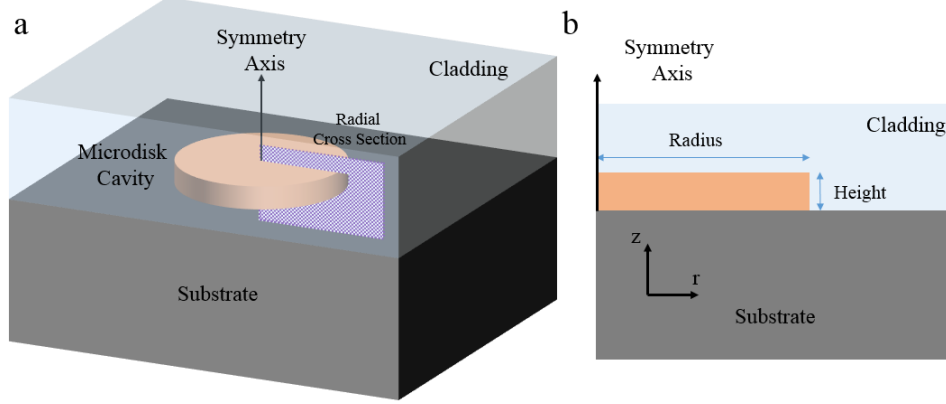 a
Symmetry
Axis
Cladding
Radial
Cross Section
Microdisk
Cavity
Substrate
b
Symmetry
Axis
Cladding
Radius
Height
z
r
Substrate